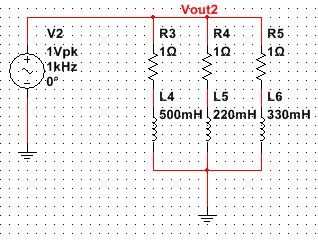 Vout2
V2
1Vpk
1kHz
0°
R3
1Ω
R4
1Ω
R5
1Ω
L4
500mH
L5
220mH
L6
330mH